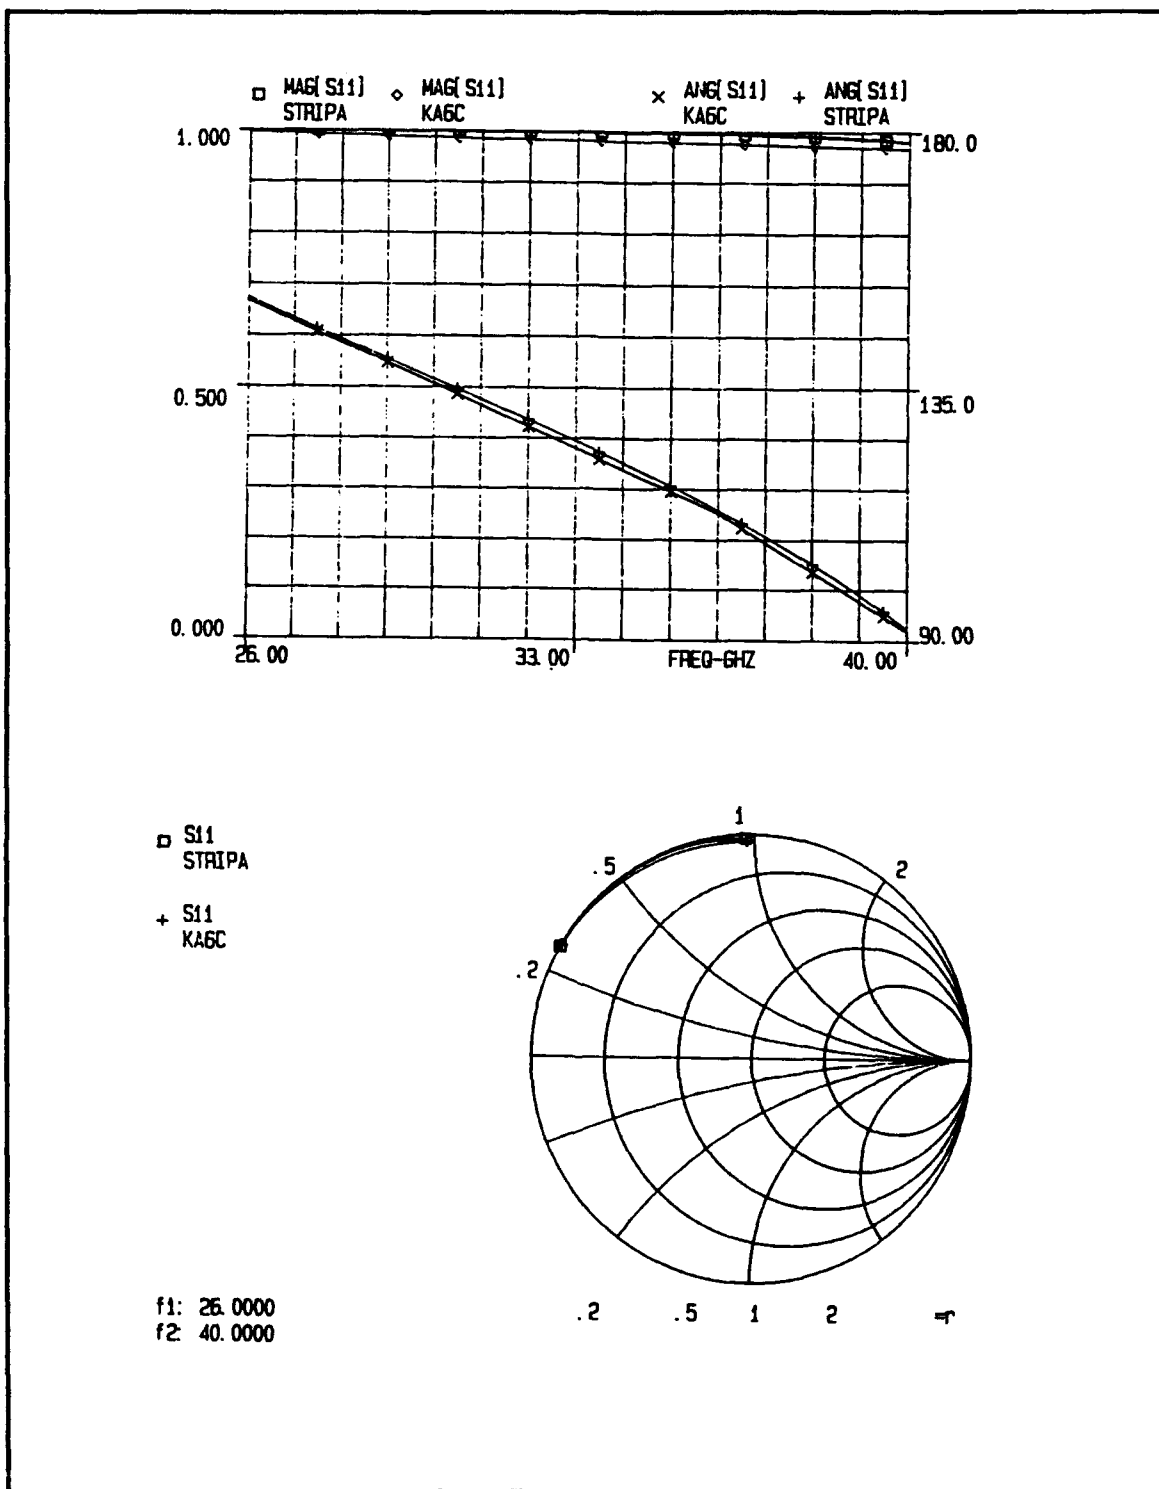 MAG[S11] MAG[S11] ANG[S11] ANG[S11]
STRIPA KA6C KA6C STRIPA
1.000 180.0
0.500 135.0
0.000 90.00
26.00 33.00 FREQ-GHZ 40.00
S11
STRIPA
S11
KA6C
1
.5 2
.2
f1: 26.0000
f2: 40.0000
.2 .5 1 2 =r